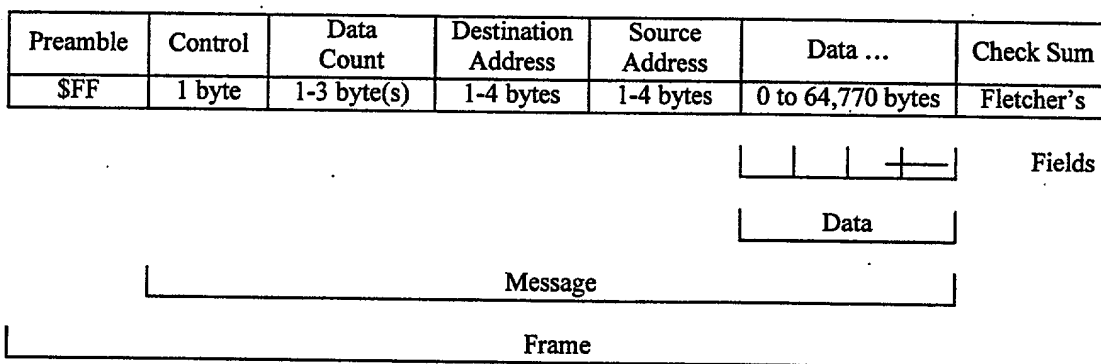 Preamble Control Data Count Destination Address Source Address Data ... Check Sum
$FF 1 byte 1-3 byte(s) 1-4 bytes 1-4 bytes 0 to 64,770 bytes Fletcher's
Fields
Data
Message
Frame